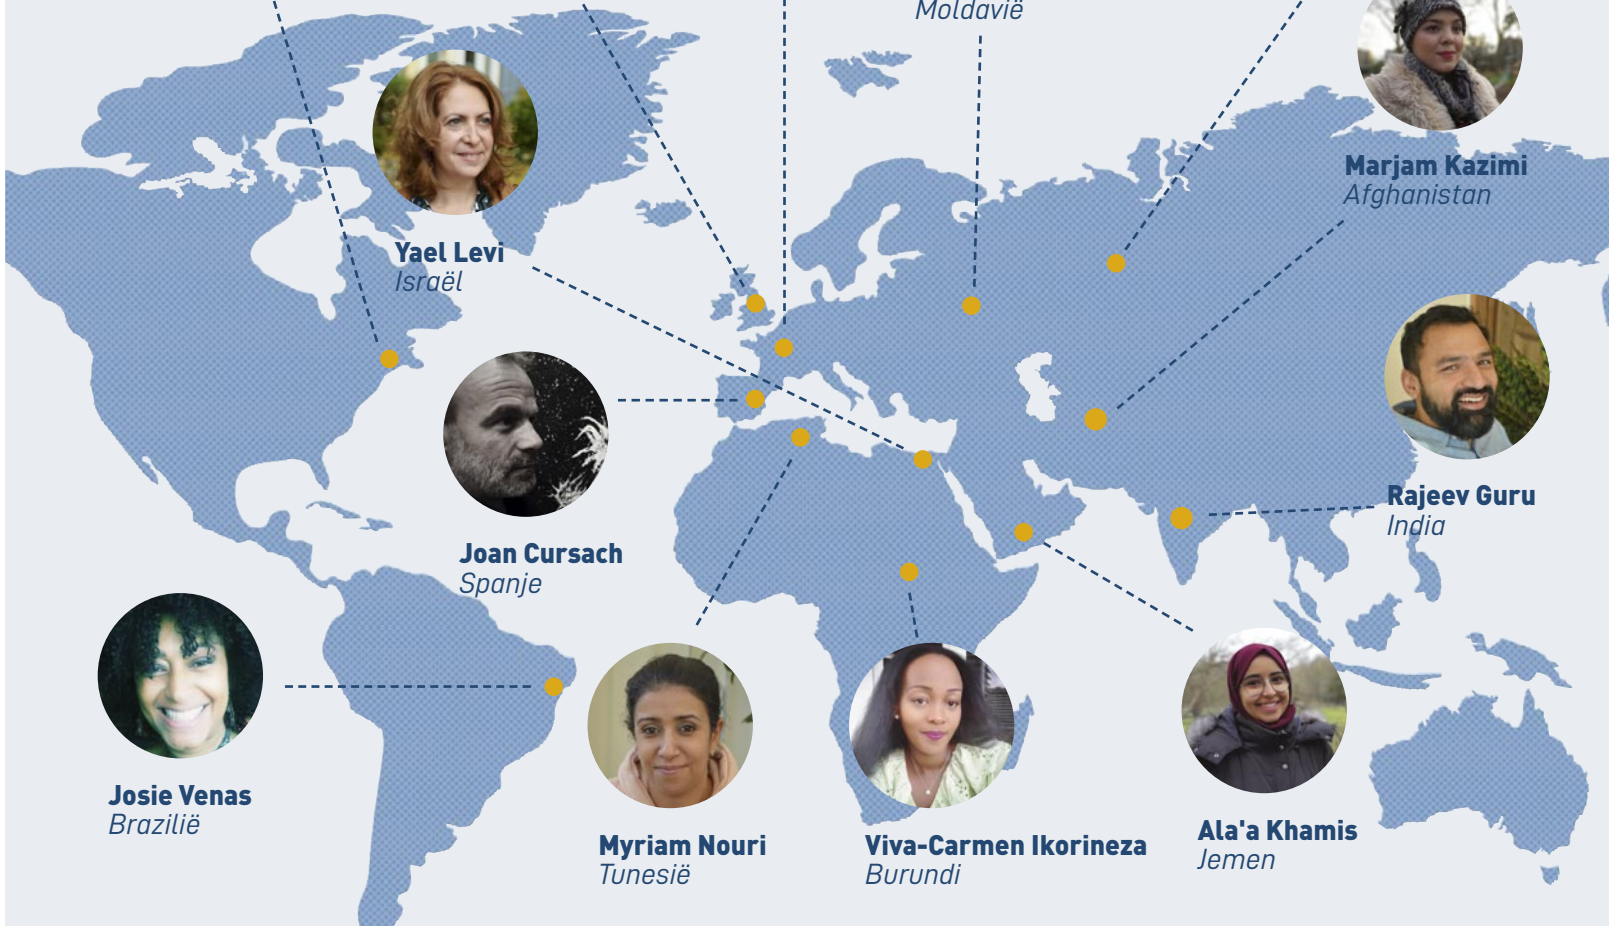 Moldavië
Marjam Kazimi
Afghanistan
Yael Levi
Israël
Rajeev Guru
India
Joan Cursach
Spanje
Josie Venas
Brazilië
Myriam Nouri
Tunesië
Viva-Carmen Ikorineza
Burundi
Ala'a Khamis
Jemen